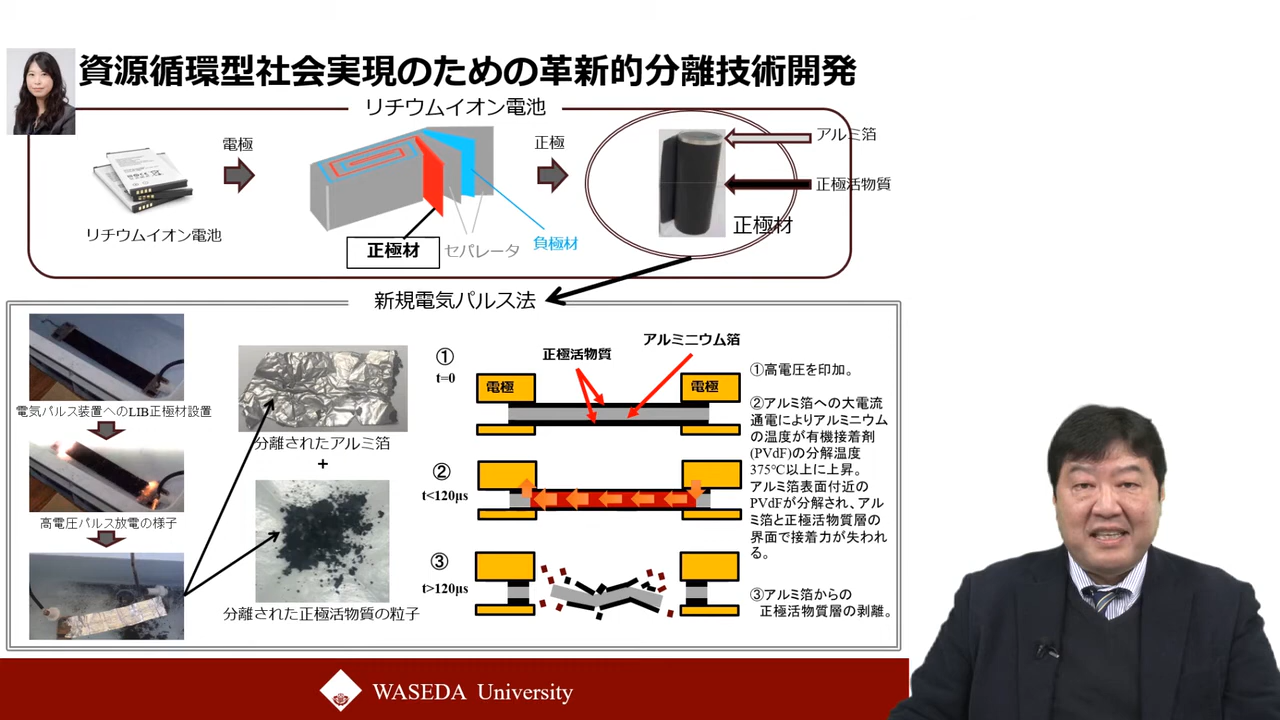 資源循環型社会実現のための革新的分離技術開発
リチウムイオン電池
電極
正極
アルミ箔
正極活物質
正極材
リチウムイオン電池
正極材
セパレータ
負極材
新規電気パルス法
電気パルス装置へのLIB正極材設置
高電圧パルス放電の様子
分離されたアルミ箔
+
分離された正極活物質の粒子
①
t=0
正極活物質
アルミニウム箔
電極
電極
②
t<120μs
③
t>120μs
①高電圧を印加。
②アルミ箔への大電流
通電によりアルミニウム
の温度が有機接着剤
(PVdF)の分解温度
375℃以上に上昇。
アルミ箔表面付近の
PVdFが分解され、アル
ミ箔と正極活物質層の
界面で接着力が失われ
る。
③アルミ箔からの
正極活物質層の剥離。
WASEDA University